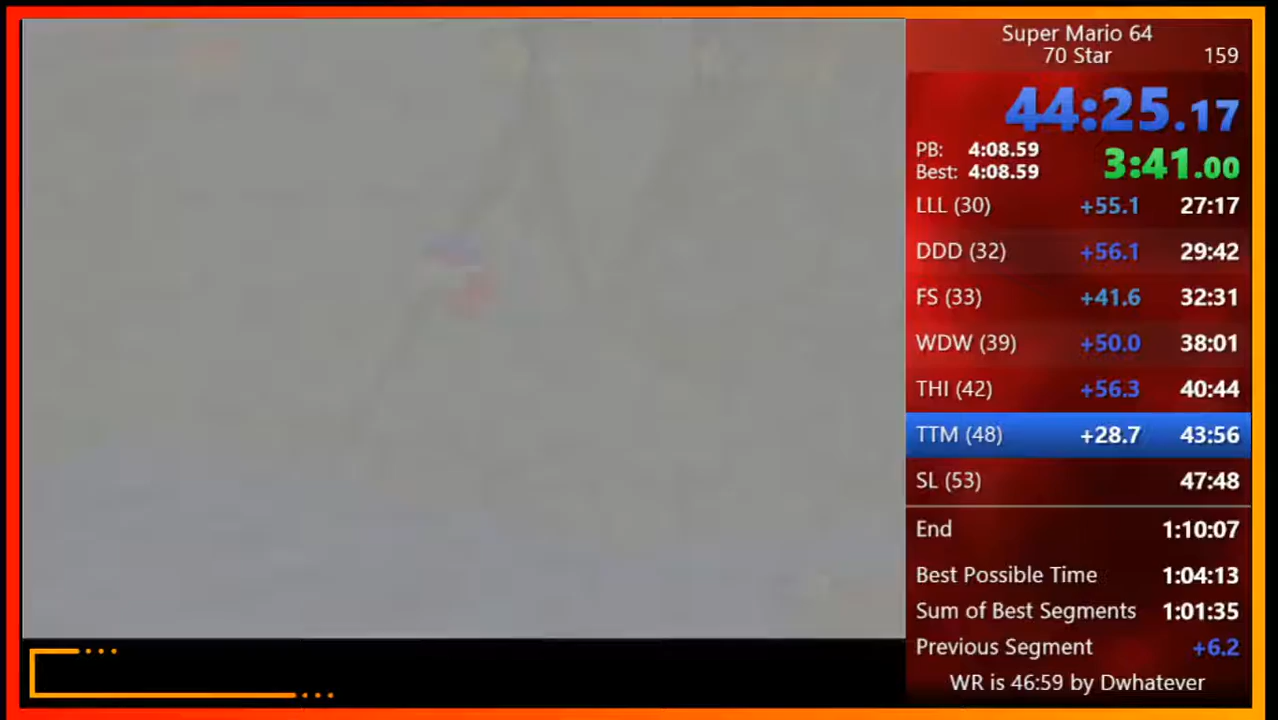 Super Mario 64
70 Star 159
44:25.17
PB: 4:08.59 3:41.00
Best: 4:08.59
LLL (30) +55.1 27:17
DDD (32) +56.1 29:42
FS (33) +41.6 32:31
WDW (39) +50.0 38:01
THI (42) +56.3 40:44
TTM (48) +28.7 43:56
SL (53) 47:48
End 1:10:07
Best Possible Time 1:04:13
Sum of Best Segments 1:01:35
Previous Segment +6.2
WR is 46:59 by Dwhatever